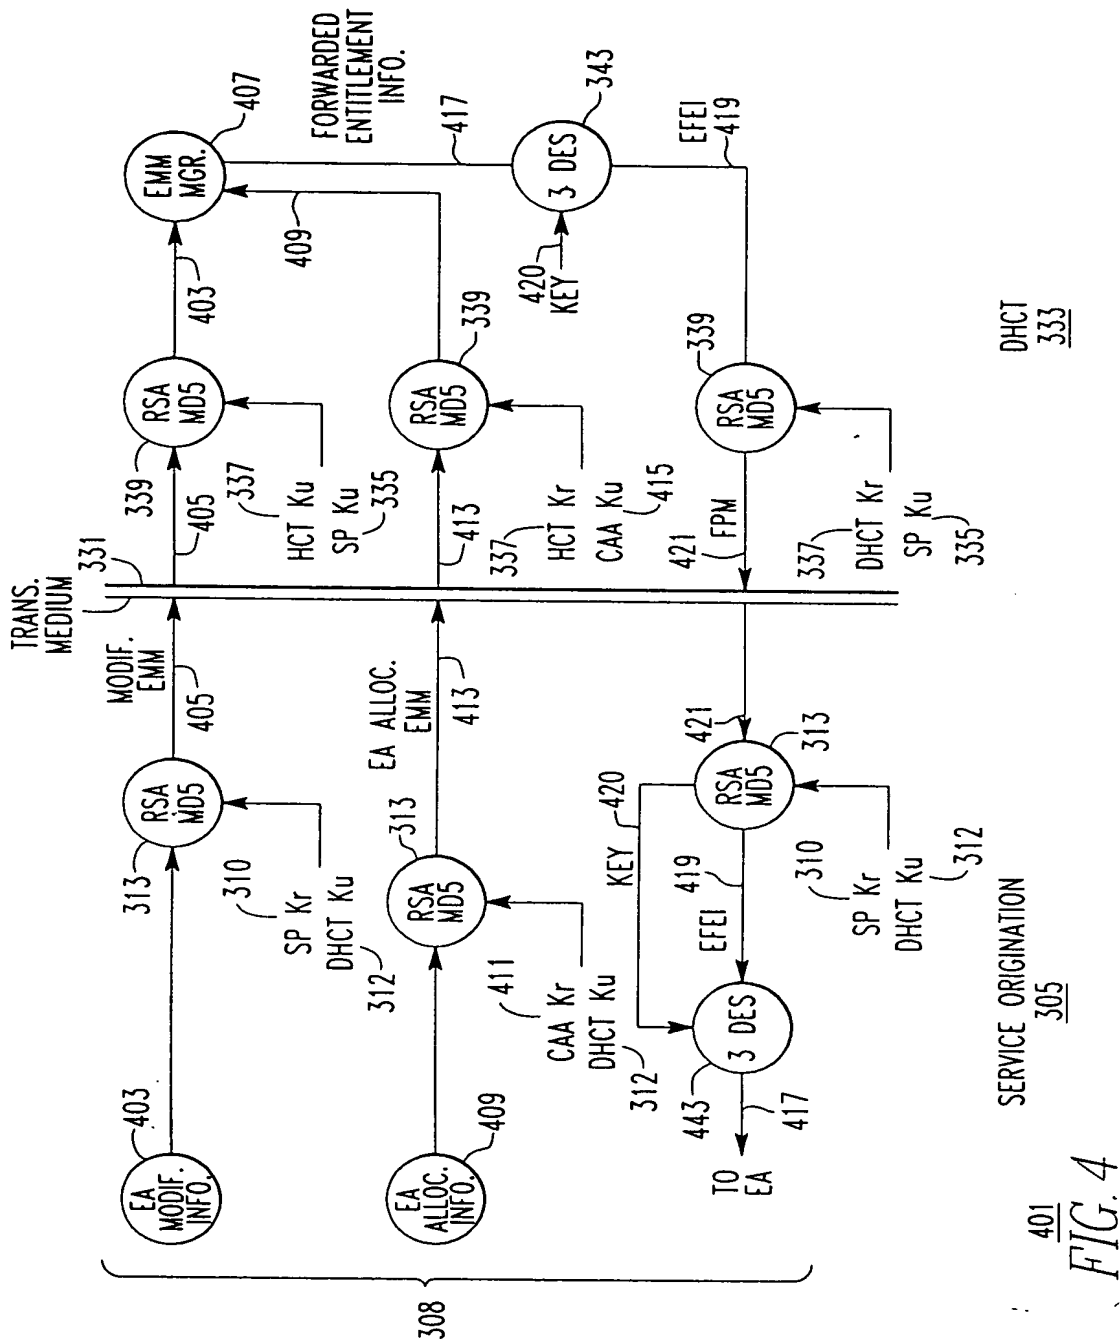 308
TRANS.
MEDIUM
331
EA
MODIF.
INFO.
403
313
RSA
MD5
MODIF.
EMM
405
405
339
RSA
MD5
403
EMM
MGR.
407
310
SP Kr
DHCT Ku
312
337
HCT Ku
SP Ku
335
409
FORWARDED
ENTITLEMENT
INFO.
417
EA
ALLOC.
INFO.
409
313
RSA
MD5
EA ALLOC.
EMM
413
413
RSA
MD5
339
411
CAA Kr
DHCT Ku
312
337
HCT Kr
CAA Ku
415
420
KEY
3 DES
343
KEY
420
EFEI
419
TO
EA
417
443
3 DES
EFEI
419
RSA
MD5
313
421
421
FPM
RSA
MD5
339
310
SP Kr
DHCT Ku
312
337
DHCT Kr
SP Ku
335
SERVICE ORIGINATION
305
DHCT
333
401
FIG. 4